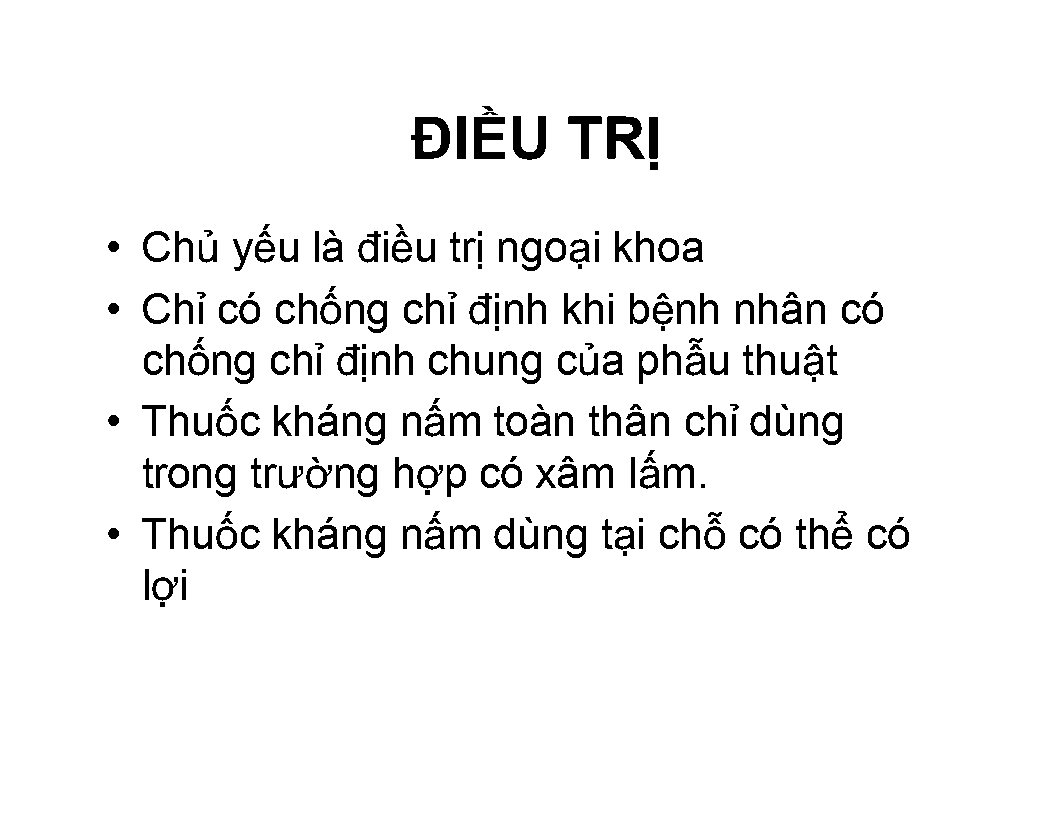 ĐIỀU TRỊ
• Chủ yếu là điều trị ngoại khoa
• Chỉ có chống chỉ định khi bệnh nhân có
chống chỉ định chung của phẫu thuật
• Thuốc kháng nấm toàn thân chỉ dùng
trong trường hợp có xâm lấm.
• Thuốc kháng nấm dùng tại chỗ có thể có
lợi